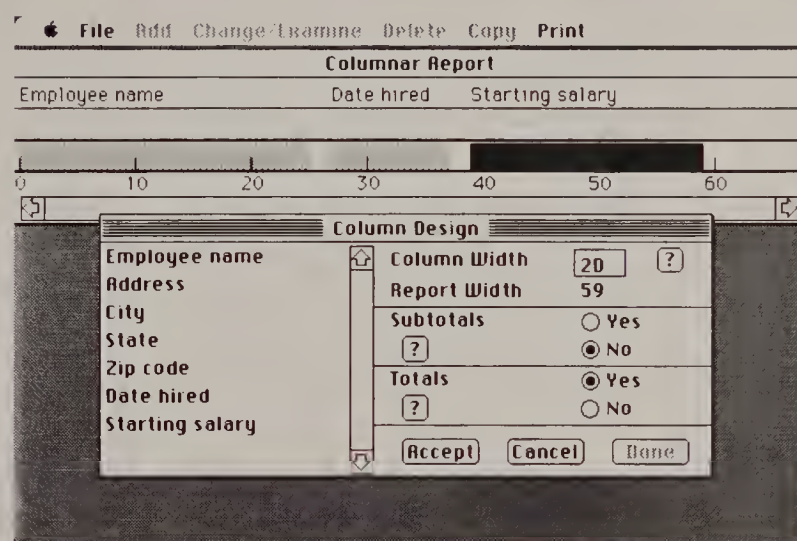 File Add Change/Examine Delete Copy Print
Columnar Report
Employee name Date hired Starting salary
0 10 20 30 40 50 60
Column Design
Employee name
Address
City
State
Zip code
Date hired
Starting salary
Column Width 20 ?
Report Width 59
Subtotals Yes
? No
Totals Yes
? No
Accept Cancel Done